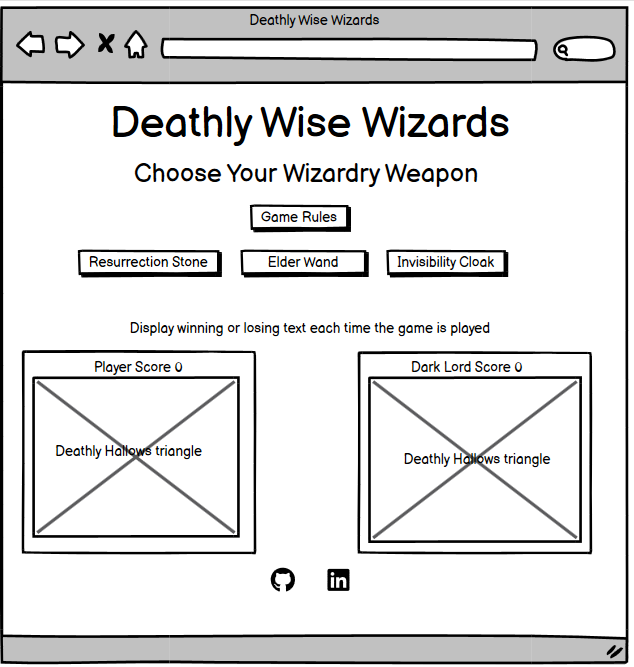 Deathly Wise Wizards
Deathly Wise Wizards
Choose Your Wizardry Weapon
Game Rules
Resurrection Stone
Elder Wand
Invisibility Cloak
Display winning or losing text each time the game is played
Player Score 0
Dark Lord Score 0
Deathly Hallows triangle
Deathly Hallows triangle
in